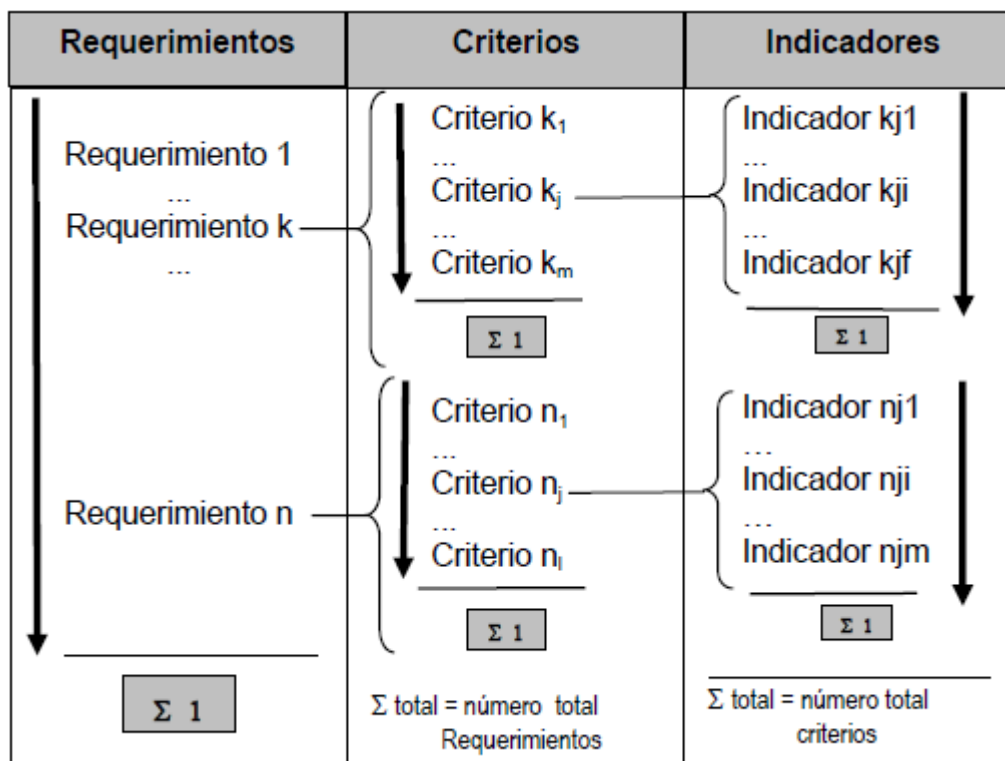 Requerimientos
Criterios
Indicadores
Requerimiento 1
...
Requerimiento k
...
Requerimiento n
Σ 1
Criterio k₁
...
Criterio kⱼ
...
Criterio kₘ
Σ 1
Criterio n₁
...
Criterio nⱼ
...
Criterio nₗ
Σ 1
Σ total = número total
Requerimientos
Indicador kj1
...
Indicador kji
...
Indicador kjf
Σ 1
Indicador nj1
...
Indicador nji
...
Indicador njm
Σ 1
Σ total = número total
criterios